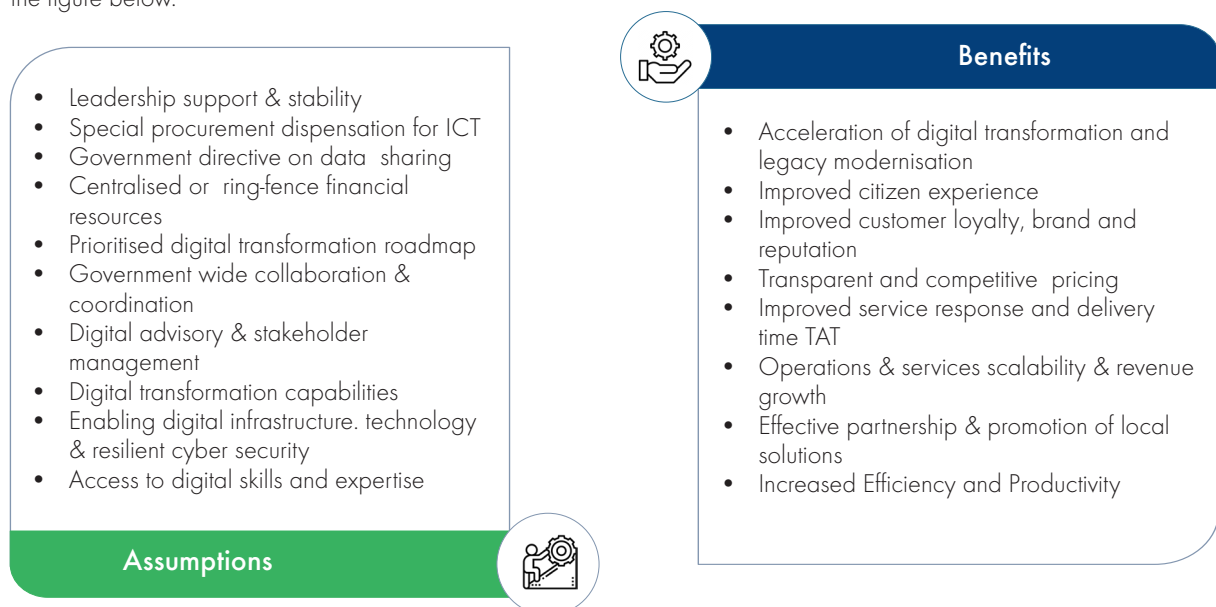 the figure below.
• Leadership support & stability
• Special procurement dispensation for ICT
• Government directive on data  sharing
• Centralised or  ring-fence financial
resources
• Prioritised digital transformation roadmap
• Government wide collaboration &
coordination
• Digital advisory & stakeholder
management
• Digital transformation capabilities
• Enabling digital infrastructure. technology
& resilient cyber security
• Access to digital skills and expertise
Assumptions
Benefits
• Acceleration of digital transformation and
legacy modernisation
• Improved citizen experience
• Improved customer loyalty, brand and
reputation
• Transparent and competitive  pricing
• Improved service response and delivery
time TAT
• Operations & services scalability & revenue
growth
• Effective partnership & promotion of local
solutions
• Increased Efficiency and Productivity